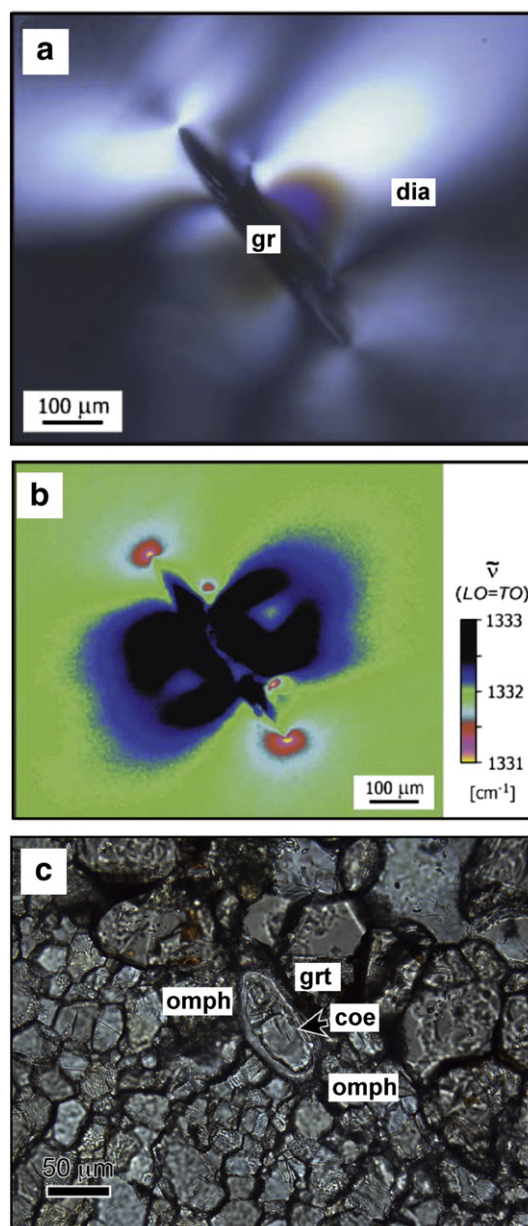 a
dia
gr
100 μm
b
ṽ
(LO=TO)
1333
1332
1331
[cm⁻¹]
100 μm
c
grt
omph
coe
omph
50 μm